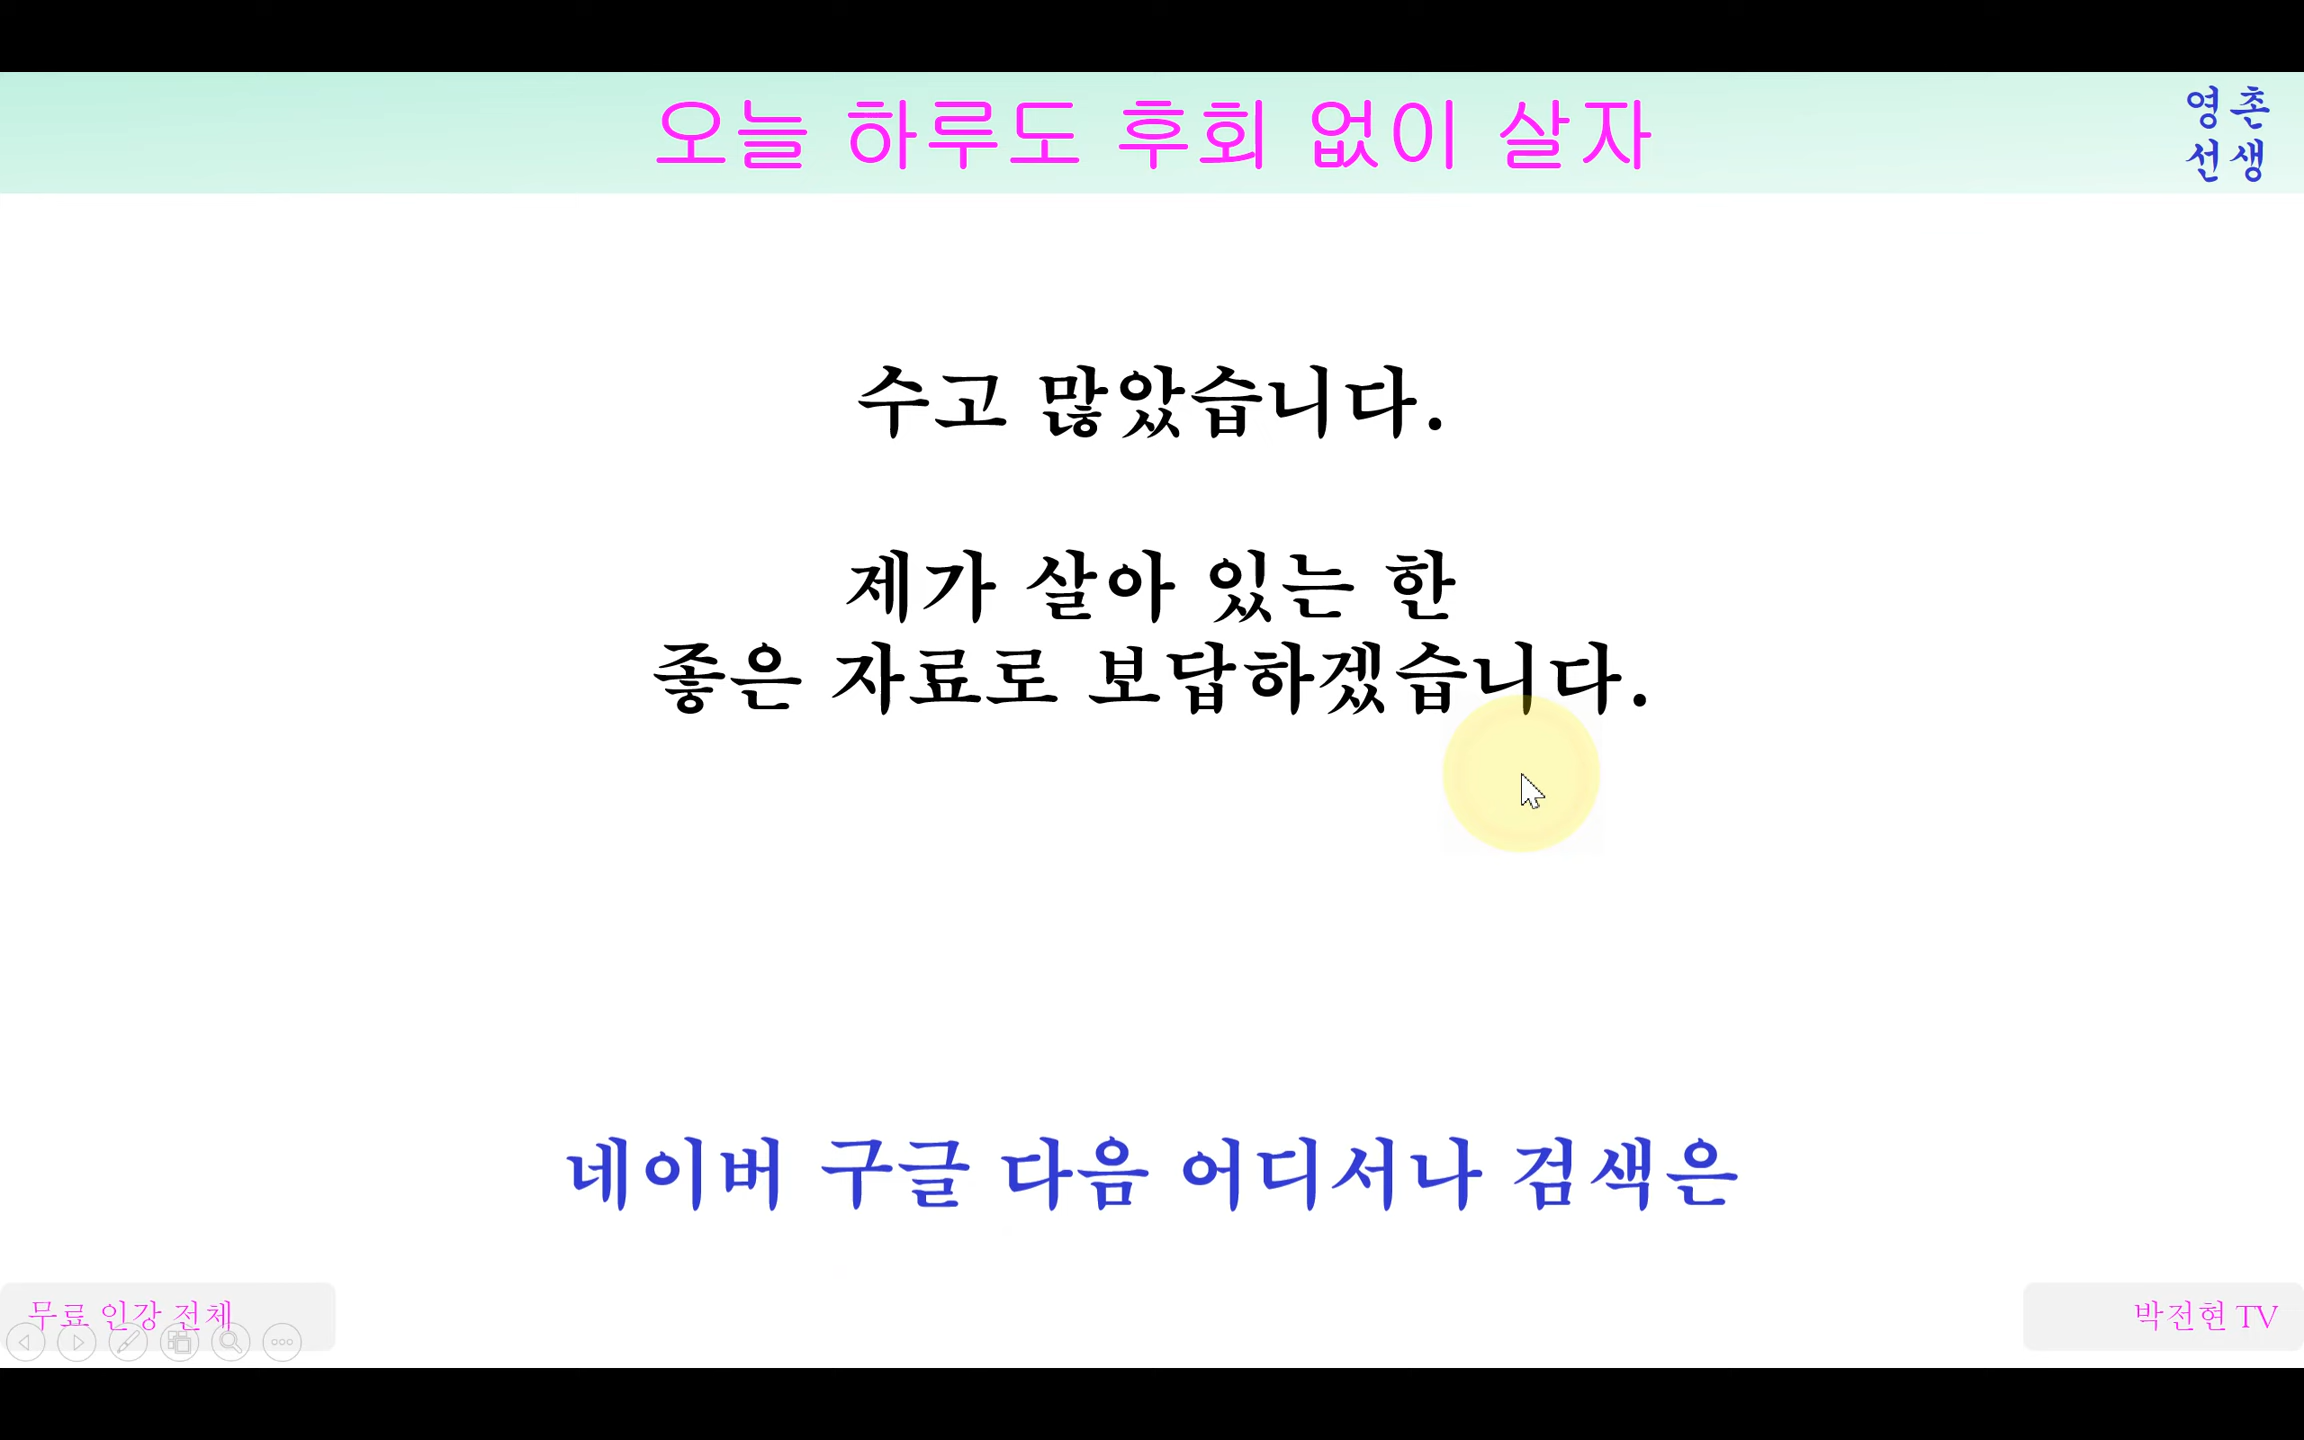 오늘 하루도 후회 없이 살자
영촌
선생
수고 많았습니다.
제가 살아 있는 한
좋은 자료로 보답하겠습니다.
네이버 구글 다음 어디서나 검색은
무료 인강 전체
박전현 TV